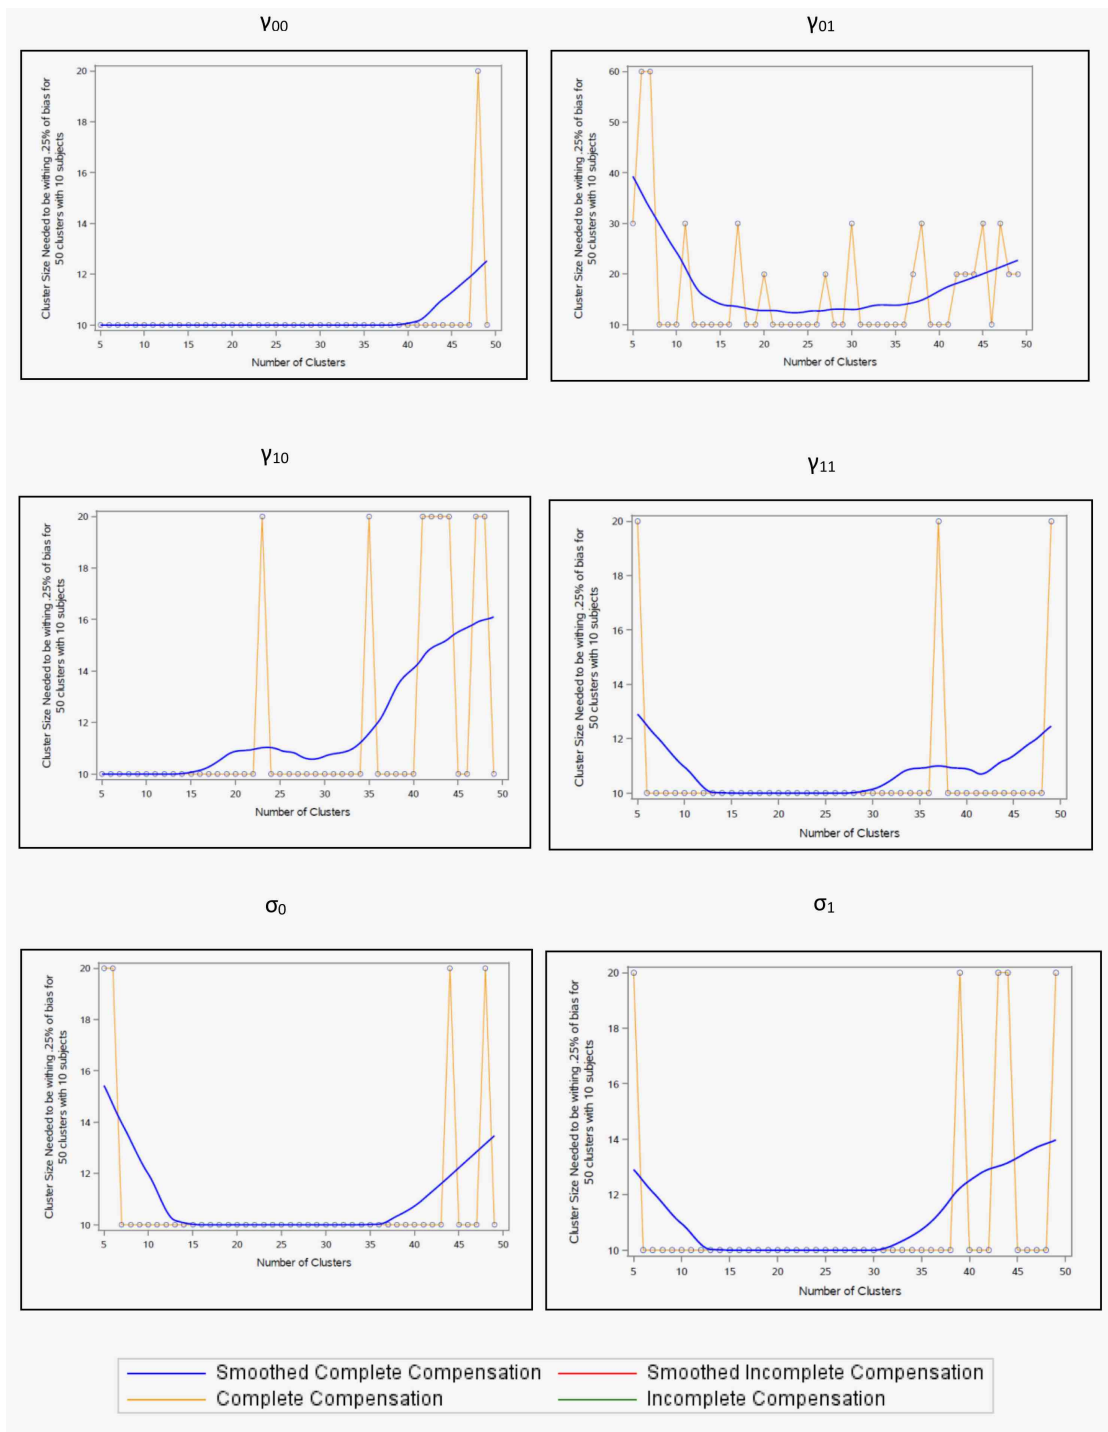 γ00
γ01
Cluster Size Needed to be withing .25% of bias for
50 clusters with 10 subjects
20
18
16
14
12
10
5 10 15 20 25 30 35 40 45 50
Number of Clusters
Cluster Size Needed to be withing .25% of bias for
50 clusters with 10 subjects
60
50
40
30
20
10
5 10 15 20 25 30 35 40 45 50
Number of Clusters
γ10
γ11
Cluster Size Needed to be withing .25% of bias for
50 clusters with 10 subjects
20
18
16
14
12
10
5 10 15 20 25 30 35 40 45 50
Number of Clusters
Cluster Size Needed to be withing .25% of bias for
50 clusters with 10 subjects
20
18
16
14
12
10
5 10 15 20 25 30 35 40 45 50
Number of Clusters
σ0
σ1
Cluster Size Needed to be withing .25% of bias for
50 clusters with 10 subjects
20
18
16
14
12
10
5 10 15 20 25 30 35 40 45 50
Number of Clusters
Cluster Size Needed to be withing .25% of bias for
50 clusters with 10 subjects
20
18
16
14
12
10
5 10 15 20 25 30 35 40 45 50
Number of Clusters
Smoothed Complete Compensation Smoothed Incomplete Compensation
Complete Compensation Incomplete Compensation